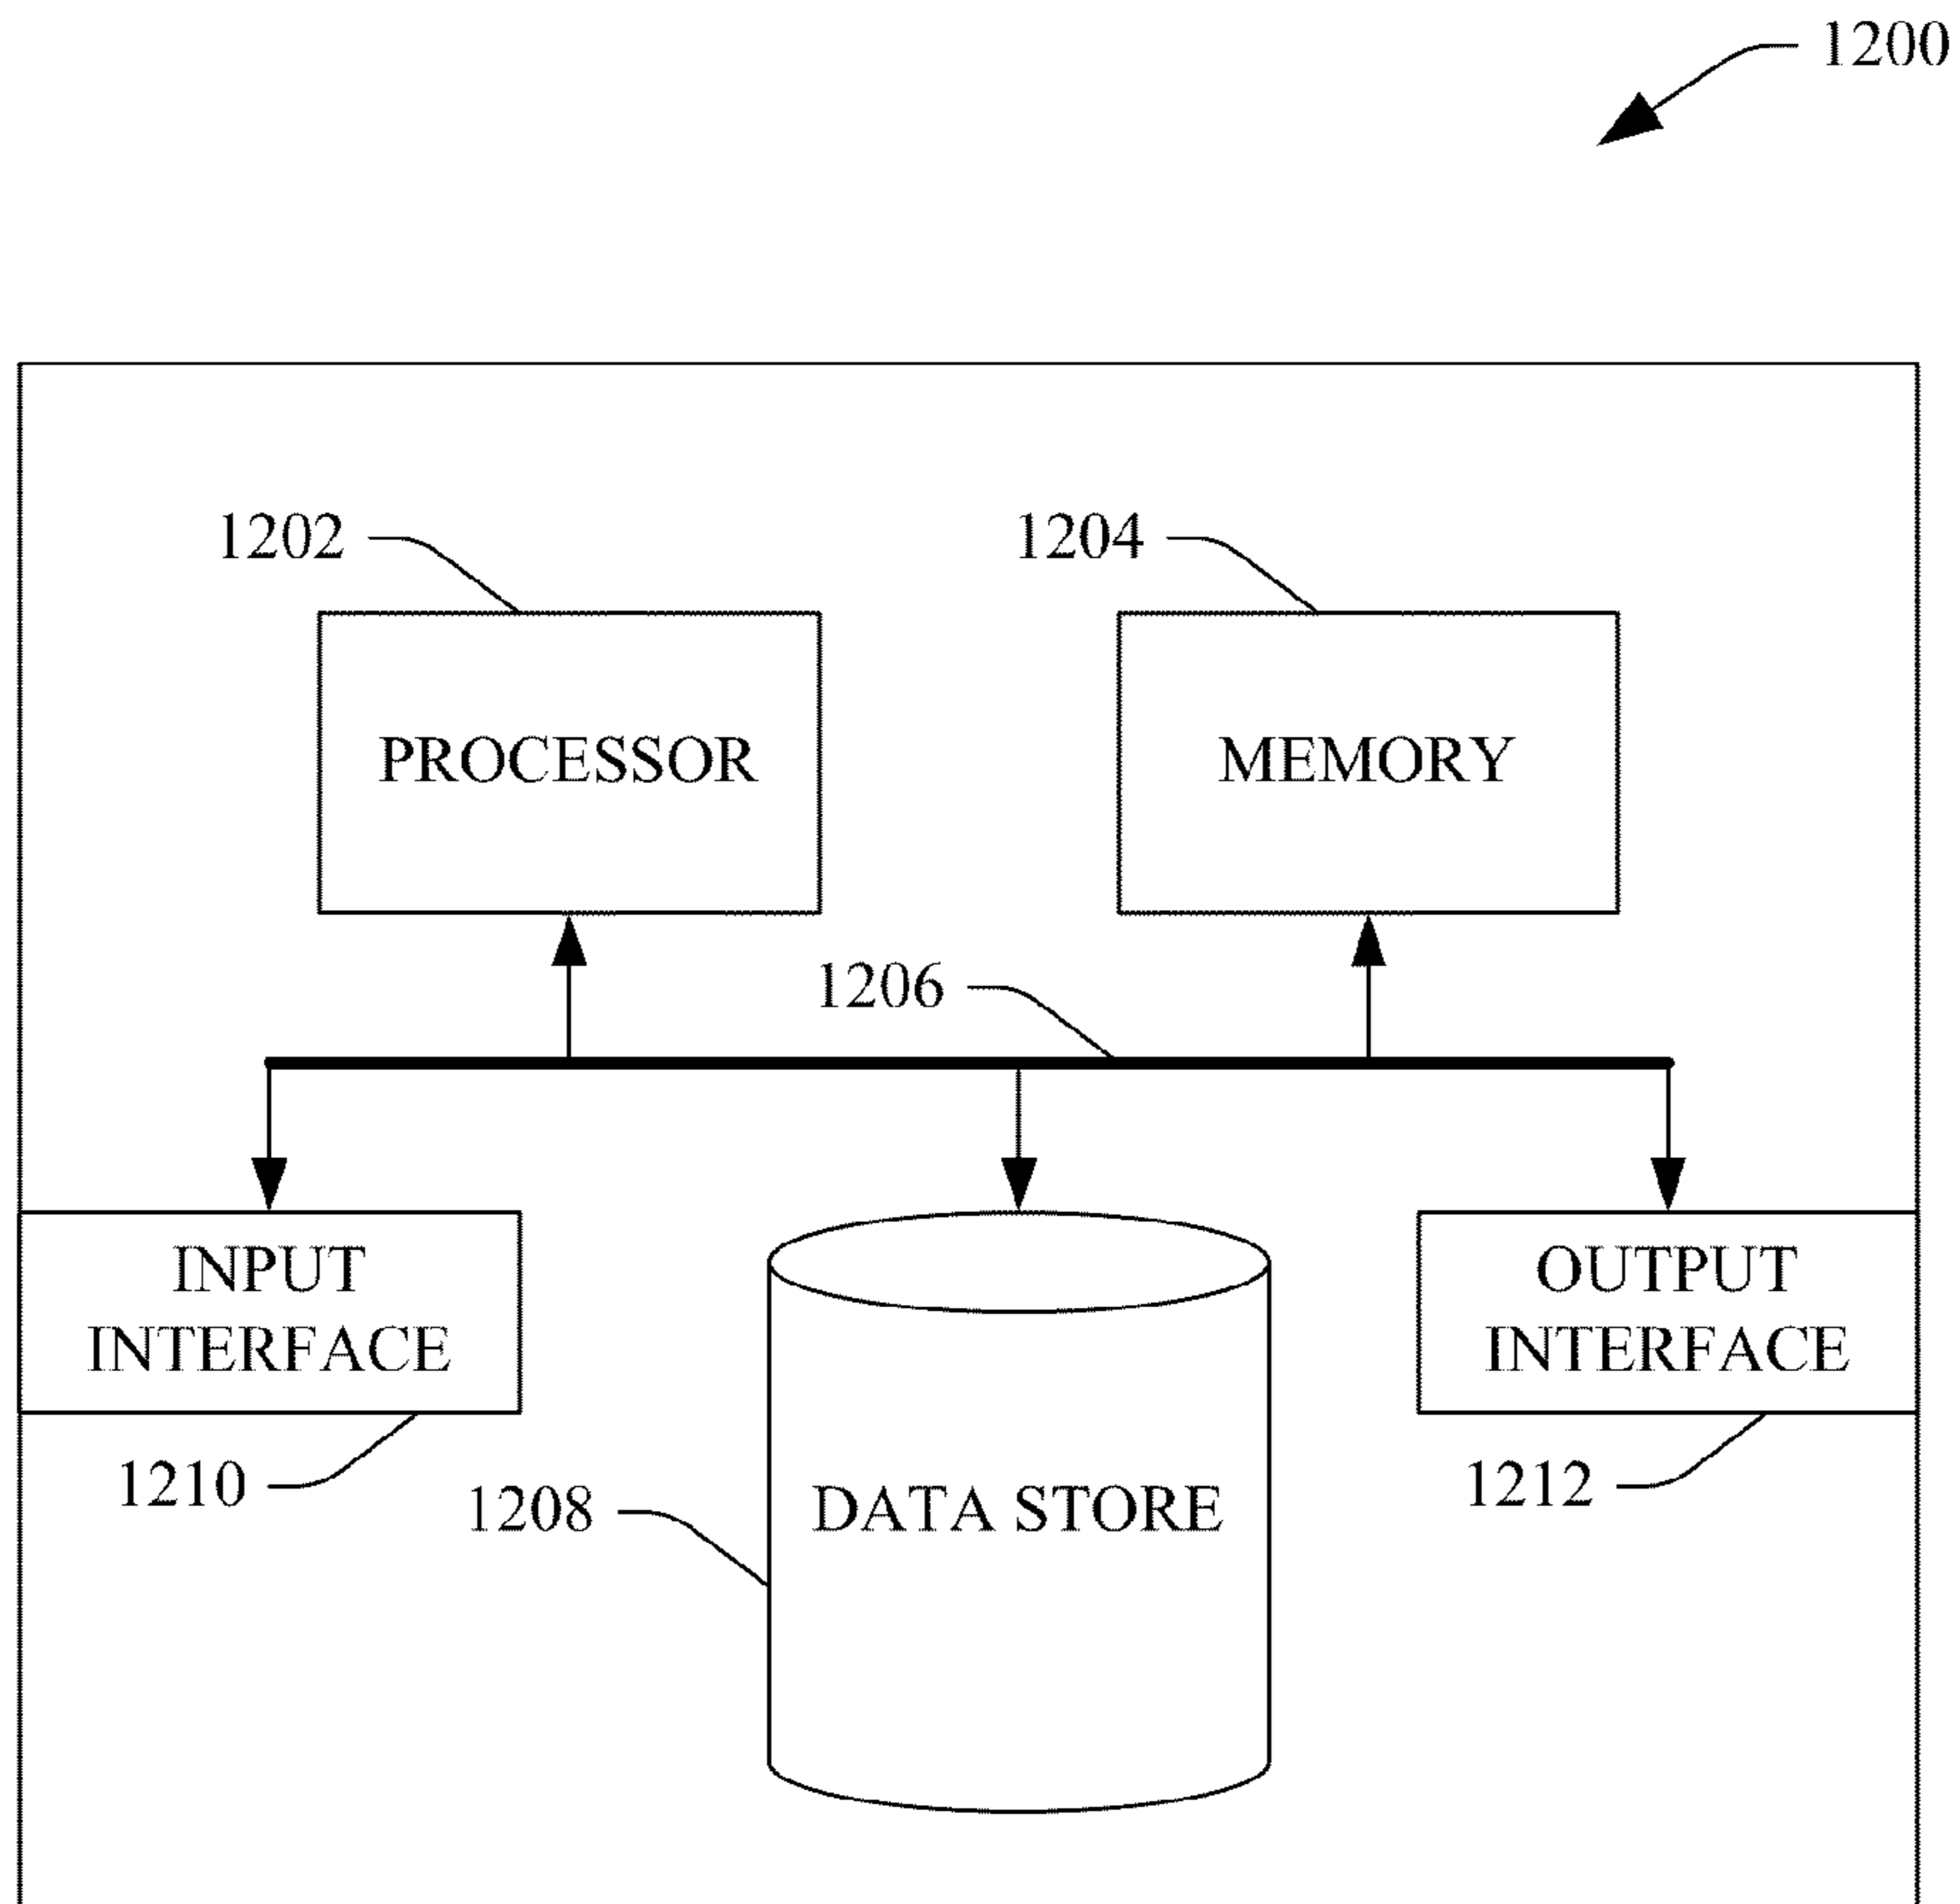 1200
1202
1204
PROCESSOR
MEMORY
1206
INPUT
INTERFACE
OUTPUT
INTERFACE
1210
1208
DATA STORE
1212